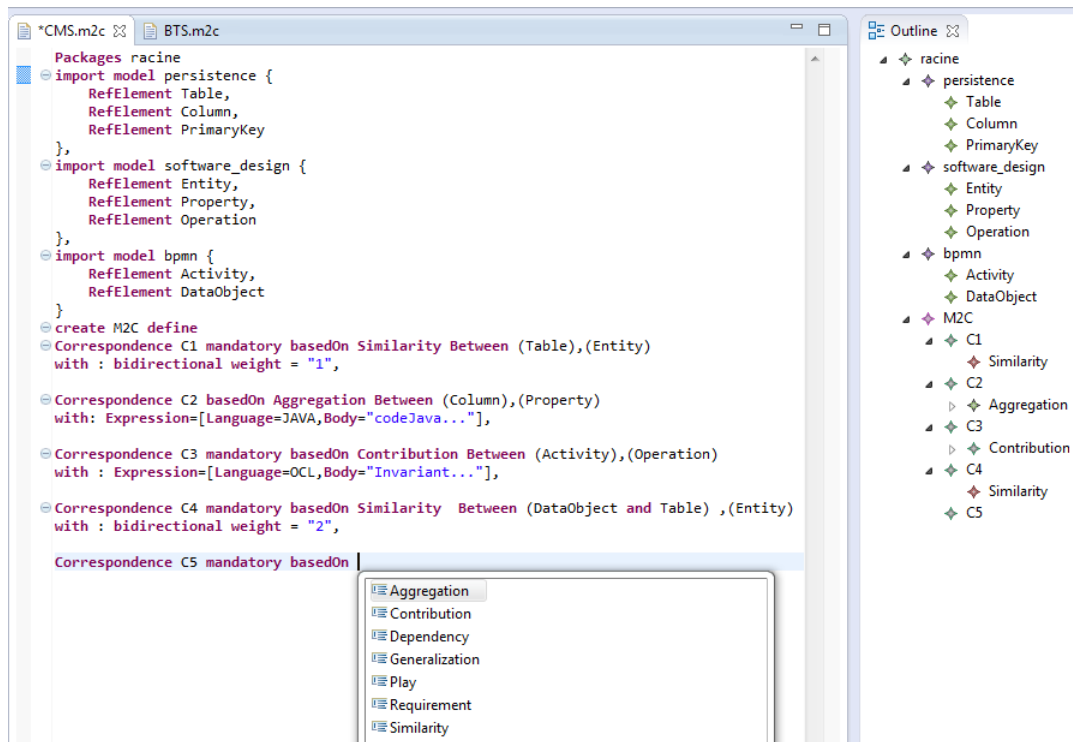 *CMS.m2c
BTS.m2c
Packages racine
import model persistence {
RefElement Table,
RefElement Column,
RefElement PrimaryKey
},
import model software_design {
RefElement Entity,
RefElement Property,
RefElement Operation
},
import model bpmn {
RefElement Activity,
RefElement DataObject
}
create M2C define
Correspondence C1 mandatory basedOn Similarity Between (Table),(Entity)
with : bidirectional weight = "1",
Correspondence C2 basedOn Aggregation Between (Column),(Property)
with: Expression=[Language=JAVA,Body="codeJava..."],
Correspondence C3 mandatory basedOn Contribution Between (Activity),(Operation)
with : Expression=[Language=OCL,Body="Invariant..."],
Correspondence C4 mandatory basedOn Similarity  Between (DataObject and Table) ,(Entity)
with : bidirectional weight = "2",
Correspondence C5 mandatory basedOn
Aggregation
Contribution
Dependency
Generalization
Play
Requirement
Similarity
Outline
racine
persistence
Table
Column
PrimaryKey
software_design
Entity
Property
Operation
bpmn
Activity
DataObject
M2C
C1
Similarity
C2
Aggregation
C3
Contribution
C4
Similarity
C5